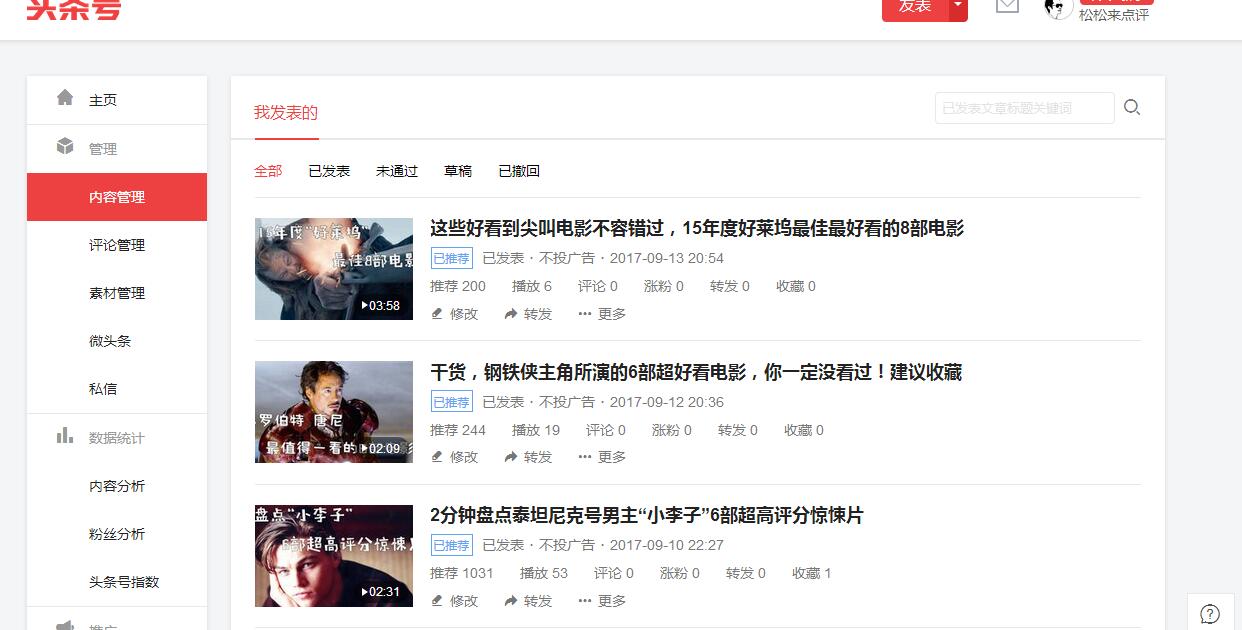 头条号
发表
松松来点评
主页
管理
内容管理
评论管理
素材管理
微头条
私信
数据统计
内容分析
粉丝分析
头条号指数
推广
我发表的
已发表文章标题关键词
全部 已发表 未通过 草稿 已撤回
15年度“好莱坞”
最佳8部电影
03:58
这些好看到尖叫电影不容错过，15年度好莱坞最佳最好看的8部电影
已推荐 已发表 · 不投广告 · 2017-09-13 20:54
推荐 200 播放 6 评论 0 涨粉 0 转发 0 收藏 0
修改 转发 ··· 更多
罗伯特 唐尼
最值得一看的
02:09
干货，钢铁侠主角所演的6部超好看电影，你一定没看过！建议收藏
已推荐 已发表 · 不投广告 · 2017-09-12 20:36
推荐 244 播放 19 评论 0 涨粉 0 转发 0 收藏 0
修改 转发 ··· 更多
盘点“小李子”
6部超高评分惊悚片
02:31
2分钟盘点泰坦尼克号男主“小李子”6部超高评分惊悚片
已推荐 已发表 · 不投广告 · 2017-09-10 22:27
推荐 1031 播放 53 评论 0 涨粉 0 转发 0 收藏 1
修改 转发 ··· 更多